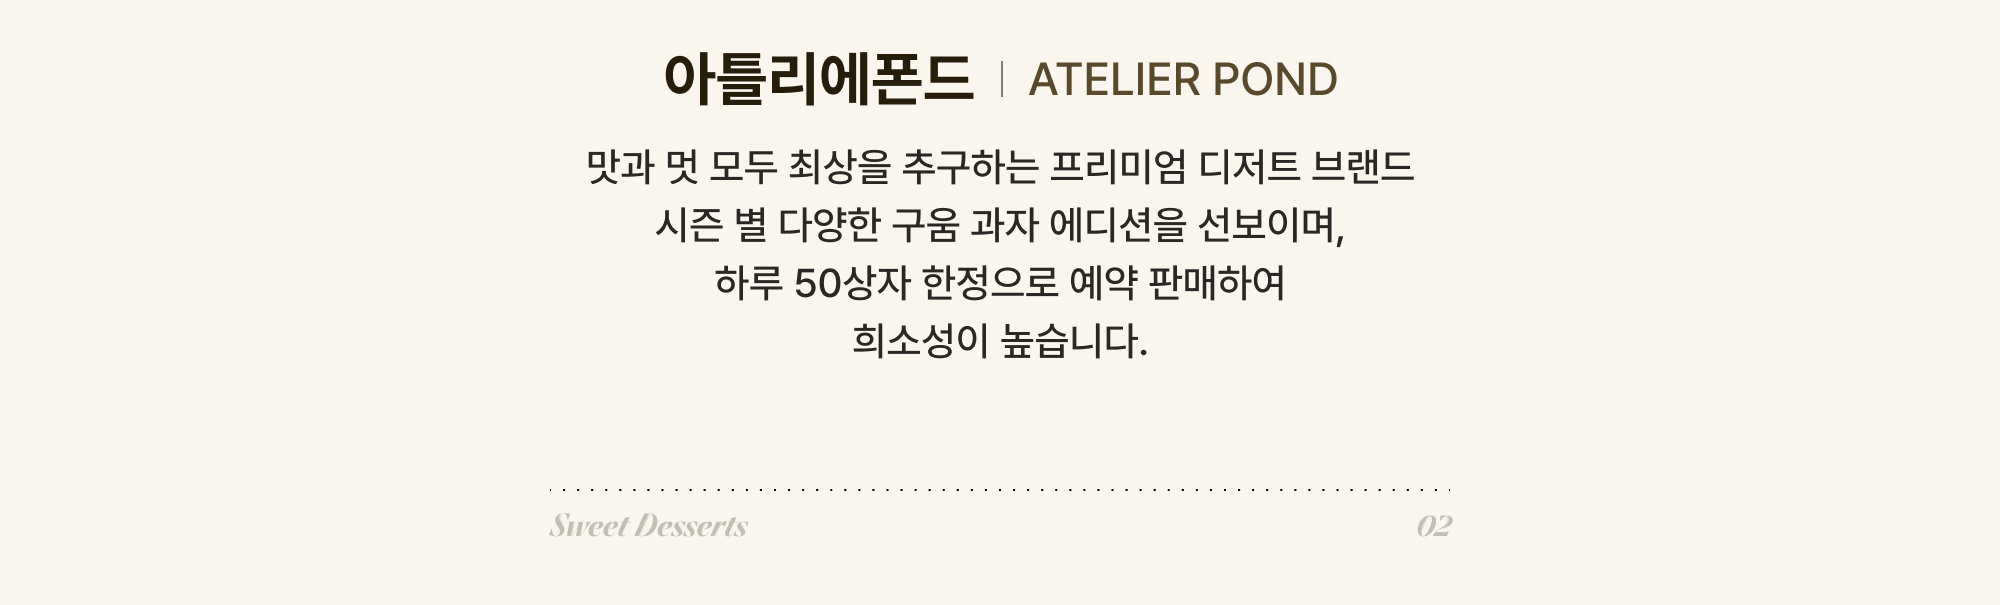 아틀리에폰드 | ATELIER POND
맛과 멋 모두 최상을 추구하는 프리미엄 디저트 브랜드
시즌 별 다양한 구움 과자 에디션을 선보이며,
하루 50상자 한정으로 예약 판매하여
희소성이 높습니다.
Sweet Desserts 02